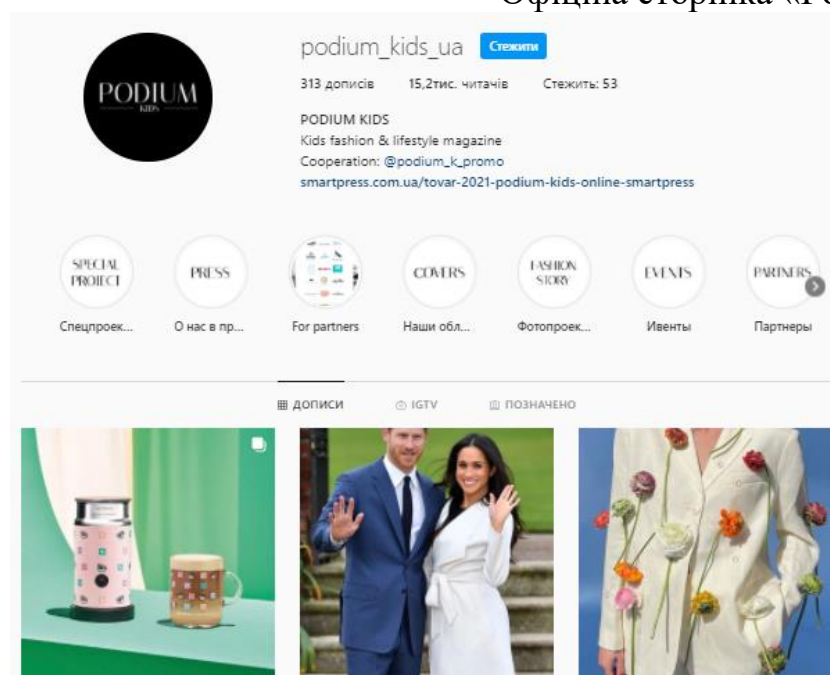 Офіційна сторінка «PO
podium_kids_ua Стежити
313 дописів 15,2тис. читачів Стежить: 53
PODIUM
KIDS
PODIUM KIDS
Kids fashion & lifestyle magazine
Cooperation: @podium_k_promo
smartpress.com.ua/tovar-2021-podium-kids-online-smartpress
SPECIAL
PROJECT
PRESS
COVERS
FASHION
STORY
EVENTS
PARTNERS
Спецпроек... О нас в пр... For partners Наши обл... Фотопроек... Ивенты Партнеры
ДОПИСИ IGTV ПОЗНАЧЕНО